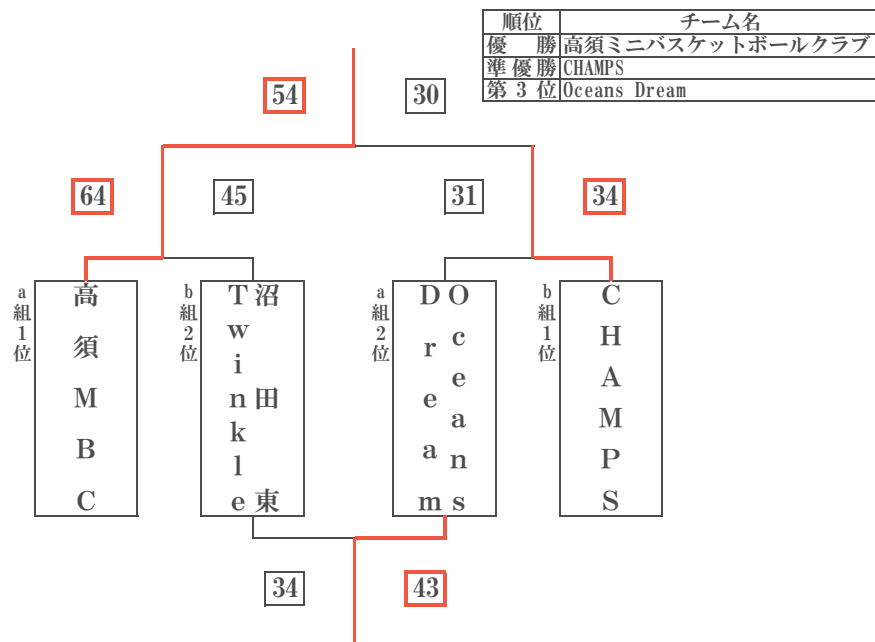 順位 チーム名
優勝 高須ミニバスケットボールクラブ
準優勝 CHAMPS
第3位 Oceans Dream
54 30
64 45 31 34
a組1位
高須MBC
b組2位
沼田東
Twinkle
a組2位
Oceans
Dream
b組1位
CHAMPS
34 43